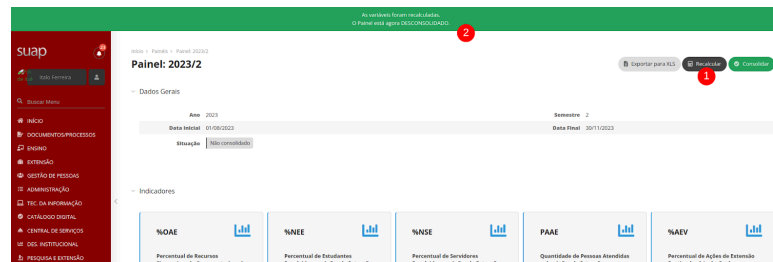 As variáveis foram recalculadas.
O Painel está agora DESCONSOLIDADO.
2
suap
Italo Ferreira
Buscar Menu
INÍCIO
DOCUMENTOS/PROCESSOS
ENSINO
EXTENSÃO
GESTÃO DE PESSOAS
ADMINISTRAÇÃO
TEC. DA INFORMAÇÃO
CATÁLOGO DIGITAL
CENTRAL DE SERVIÇOS
DES. INSTITUCIONAL
PESQUISA E EXTENSÃO
Início > Painéis > Painel: 2023/2
Painel: 2023/2
Exportar para XLS
Recalcular
Consolidar
1
Dados Gerais
Ano 2023
Semestre 2
Data Inicial 01/08/2023
Data Final 30/11/2023
Situação Não consolidado
Indicadores
%OAE
Percentual de Recursos
%NEE
Percentual de Estudantes
%NSE
Percentual de Servidores
PAAE
Quantidade de Pessoas Atendidas
%AEV
Percentual de Ações de Extensão